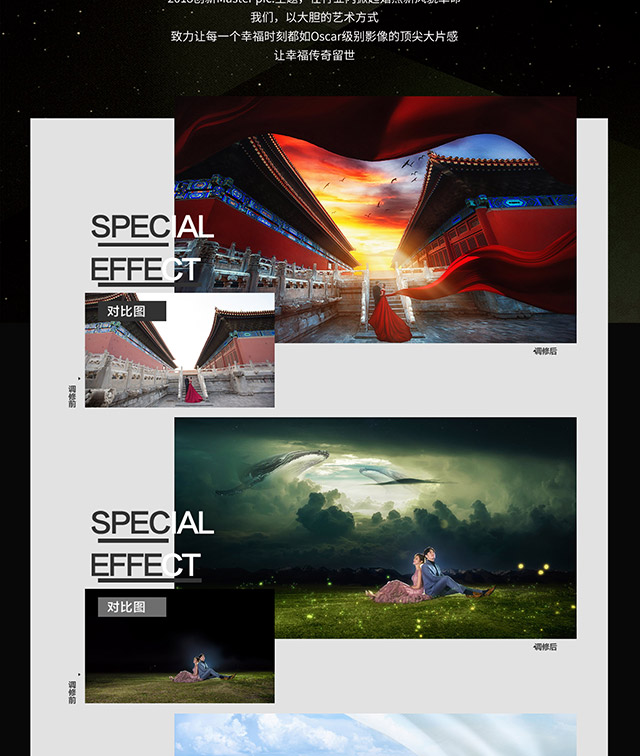 我们，以大胆的艺术方式
致力让每一个幸福时刻都如Oscar级别影像的顶尖大片感
让幸福传奇留世
SPECIAL
EFFECT
对比图
调修后
调修前
SPECIAL
EFFECT
对比图
调修后
调修前